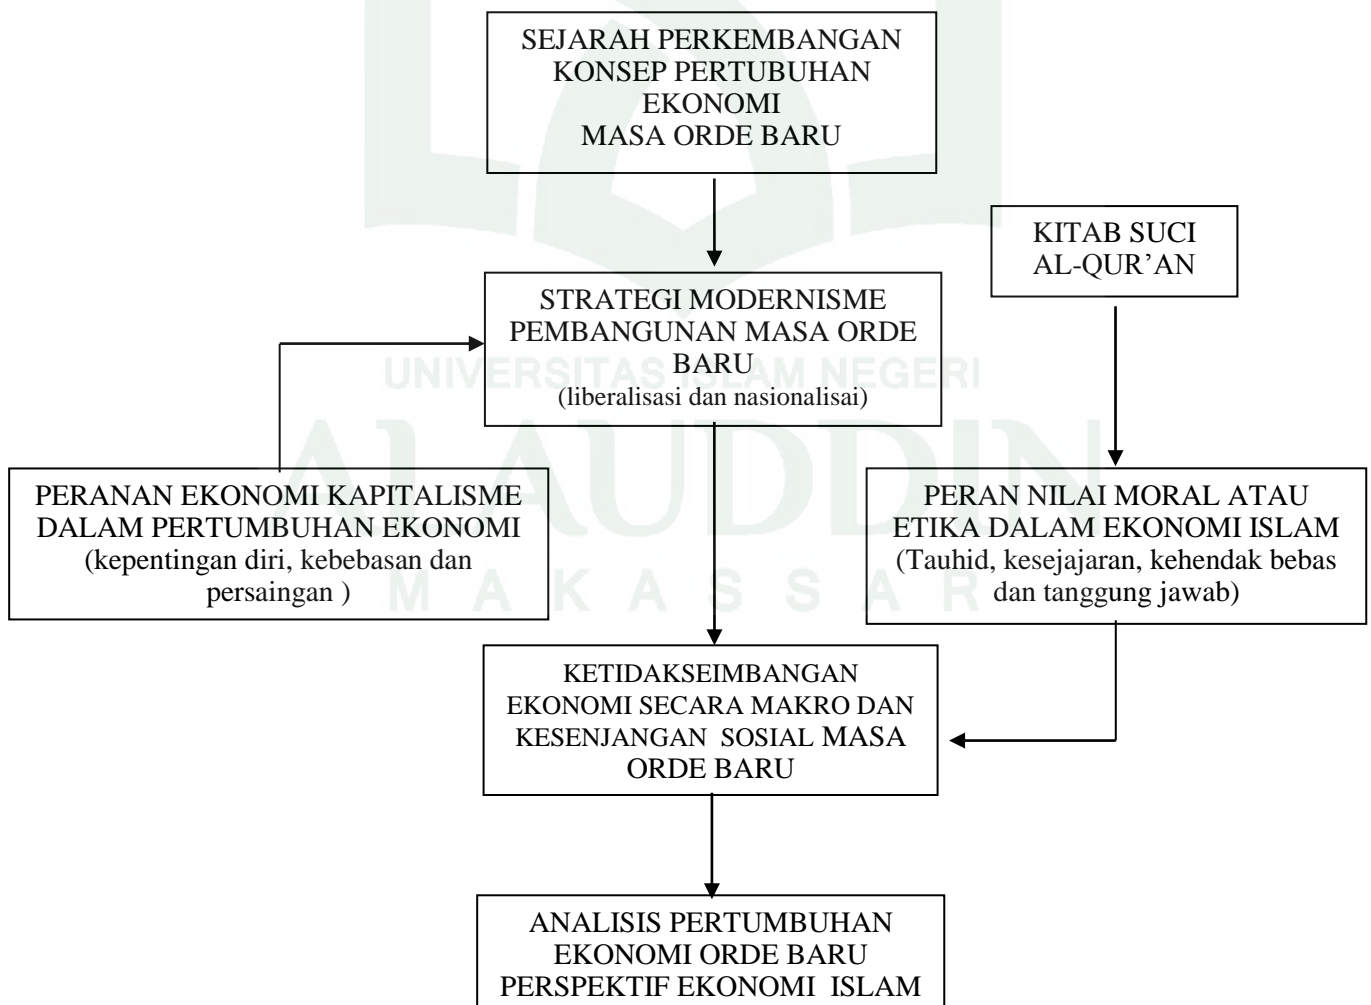 SEJARAH PERKEMBANGAN
KONSEP PERTUBUHAN
EKONOMI
MASA ORDE BARU
KITAB SUCI
AL-QUR’AN
STRATEGI MODERNISME
PEMBANGUNAN MASA ORDE
BARU
(liberalisasi dan nasionalisai)
UNIVERSITAS ISLAM NEGERI
ALAUDDIN
MAKASSAR
PERANAN EKONOMI KAPITALISME
DALAM PERTUMBUHAN EKONOMI
(kepentingan diri, kebebasan dan
persaingan )
PERAN NILAI MORAL ATAU
ETIKA DALAM EKONOMI ISLAM
(Tauhid, kesejajaran, kehendak bebas
dan tanggung jawab)
KETIDAKSEIMBANGAN
EKONOMI SECARA MAKRO DAN
KESENJANGAN SOSIAL MASA
ORDE BARU
ANALISIS PERTUMBUHAN
EKONOMI ORDE BARU
PERSPEKTIF EKONOMI ISLAM